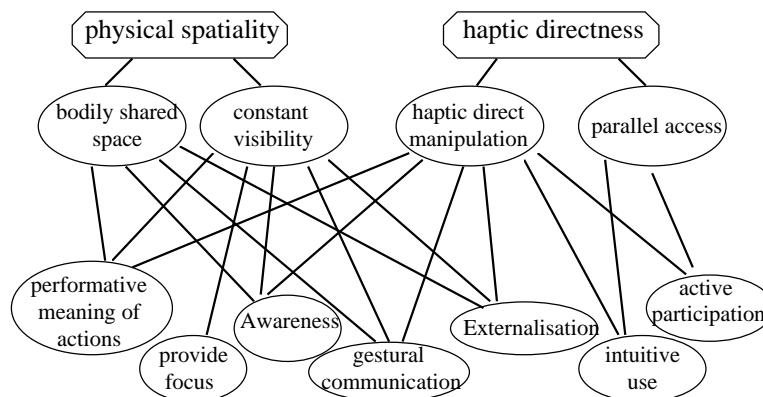 physical spatiality
haptic directness
bodily shared
space
constant
visibility
haptic direct
manipulation
parallel access
performative
meaning of
actions
provide
focus
Awareness
gestural
communication
Externalisation
intuitive
use
active
participation